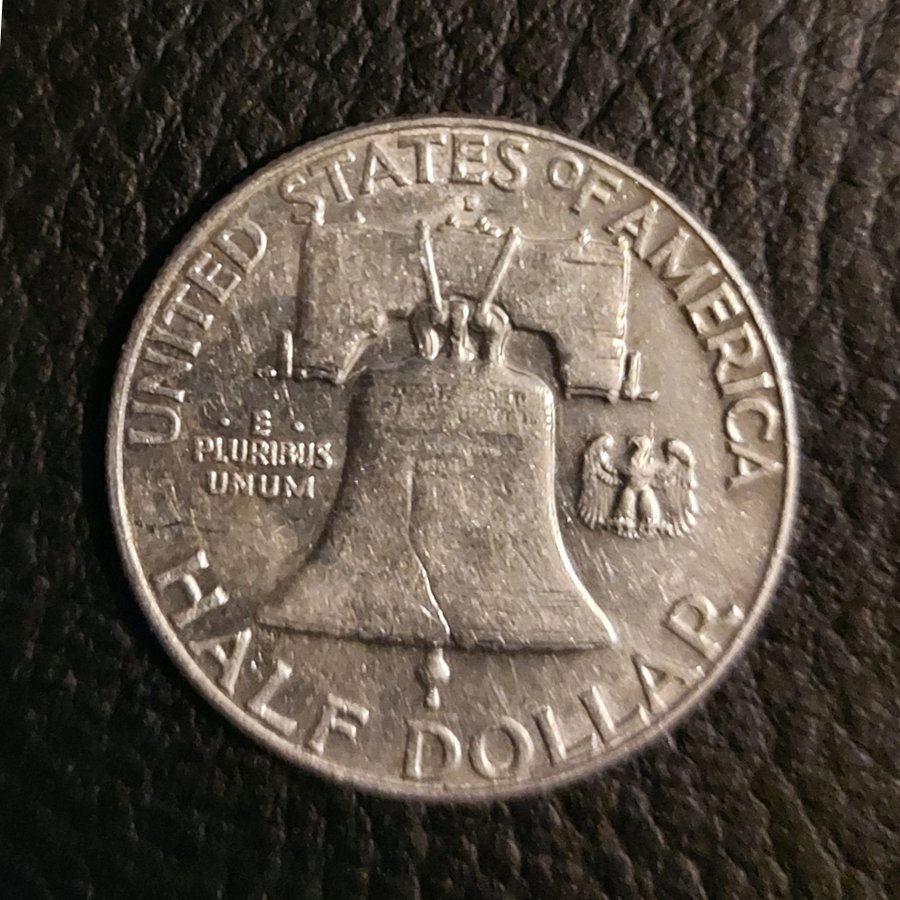 UNITED STATES OF AMERICA
· E ·
PLURIBUS
UNUM
HALF DOLLAR